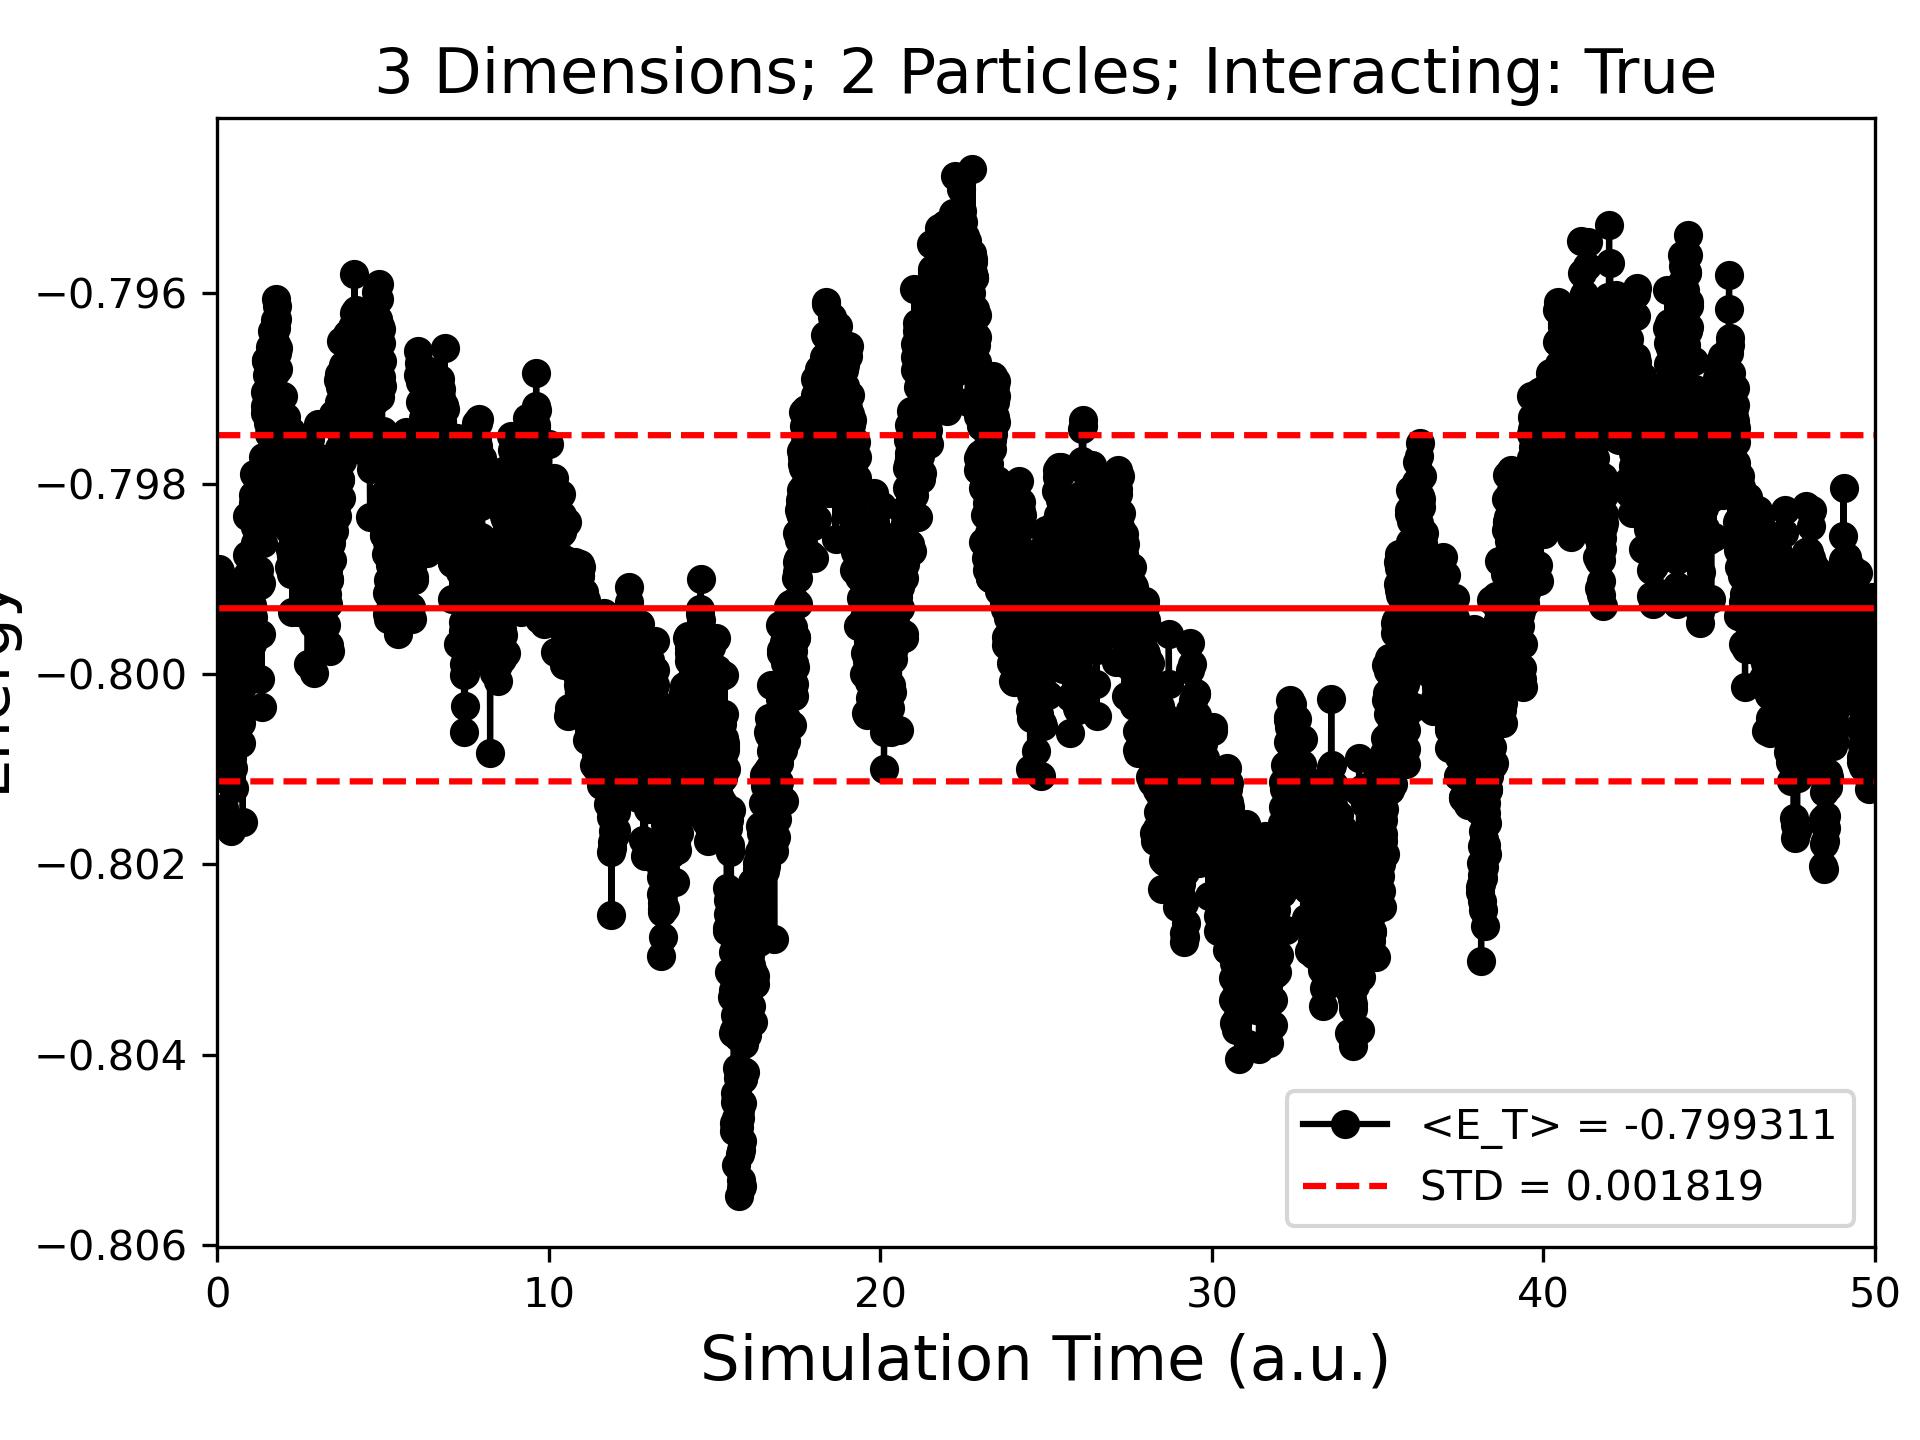 3 Dimensions; 2 Particles; Interacting: True
Energy
−0.796
−0.798
−0.800
−0.802
−0.804
−0.806
<E_T> = -0.799311
STD = 0.001819
0 10 20 30 40 50
Simulation Time (a.u.)